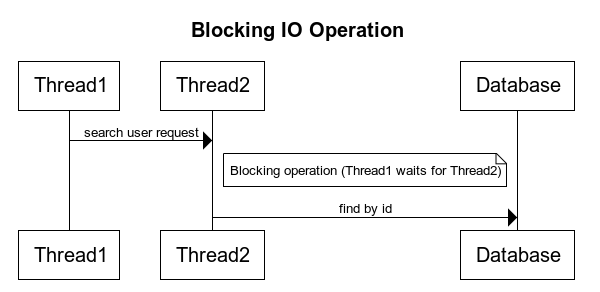 Blocking IO Operation
Thread1
Thread2
Database
search user request
Blocking operation (Thread1 waits for Thread2)
find by id
Thread1
Thread2
Database